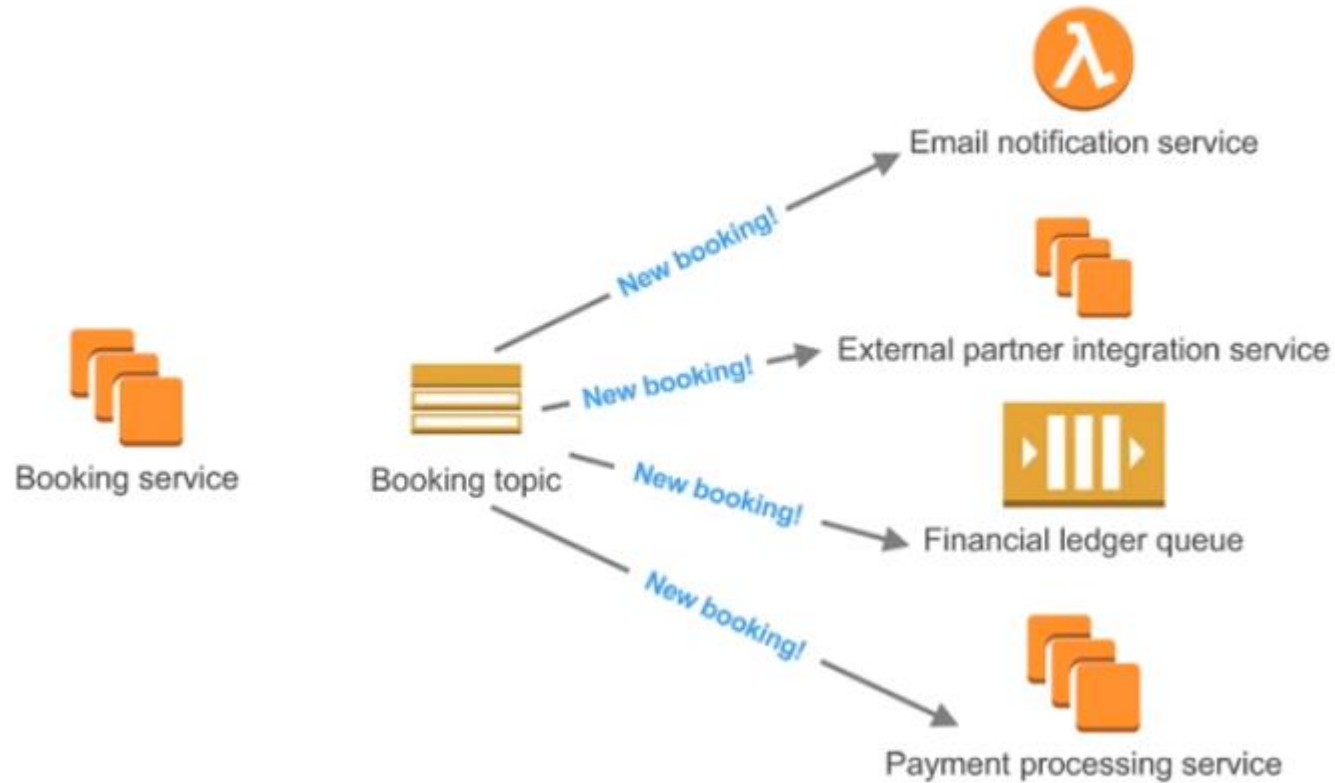 λ
Email notification service
New booking!
External partner integration service
New booking!
Booking service
Booking topic
New booking!
Financial ledger queue
New booking!
Payment processing service